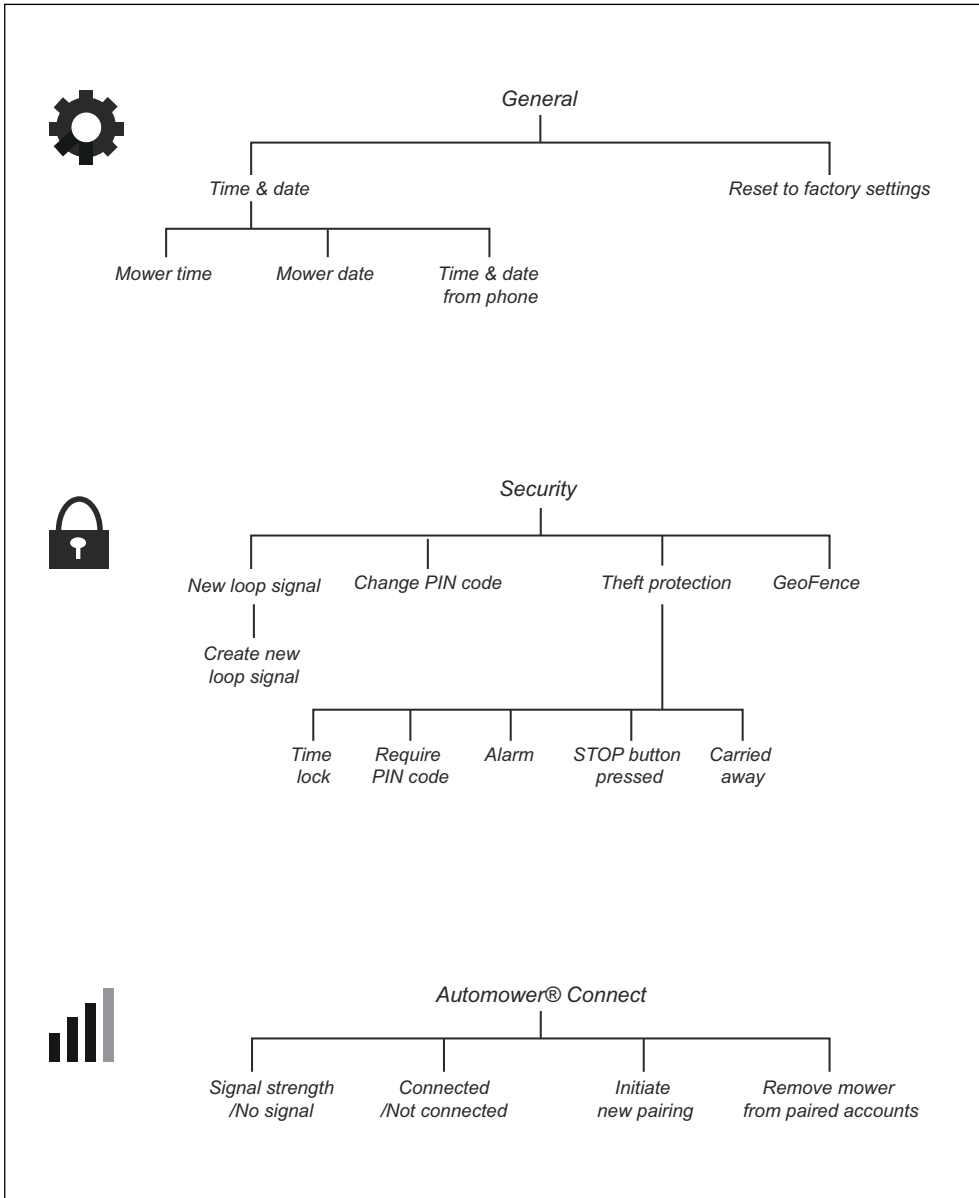 General
Time & date
Reset to factory settings
Mower time
Mower date
Time & date
from phone
Security
New loop signal
Change PIN code
Theft protection
GeoFence
Create new
loop signal
Time
lock
Require
PIN code
Alarm
STOP button
pressed
Carried
away
Automower® Connect
Signal strength
/No signal
Connected
/Not connected
Initiate
new pairing
Remove mower
from paired accounts